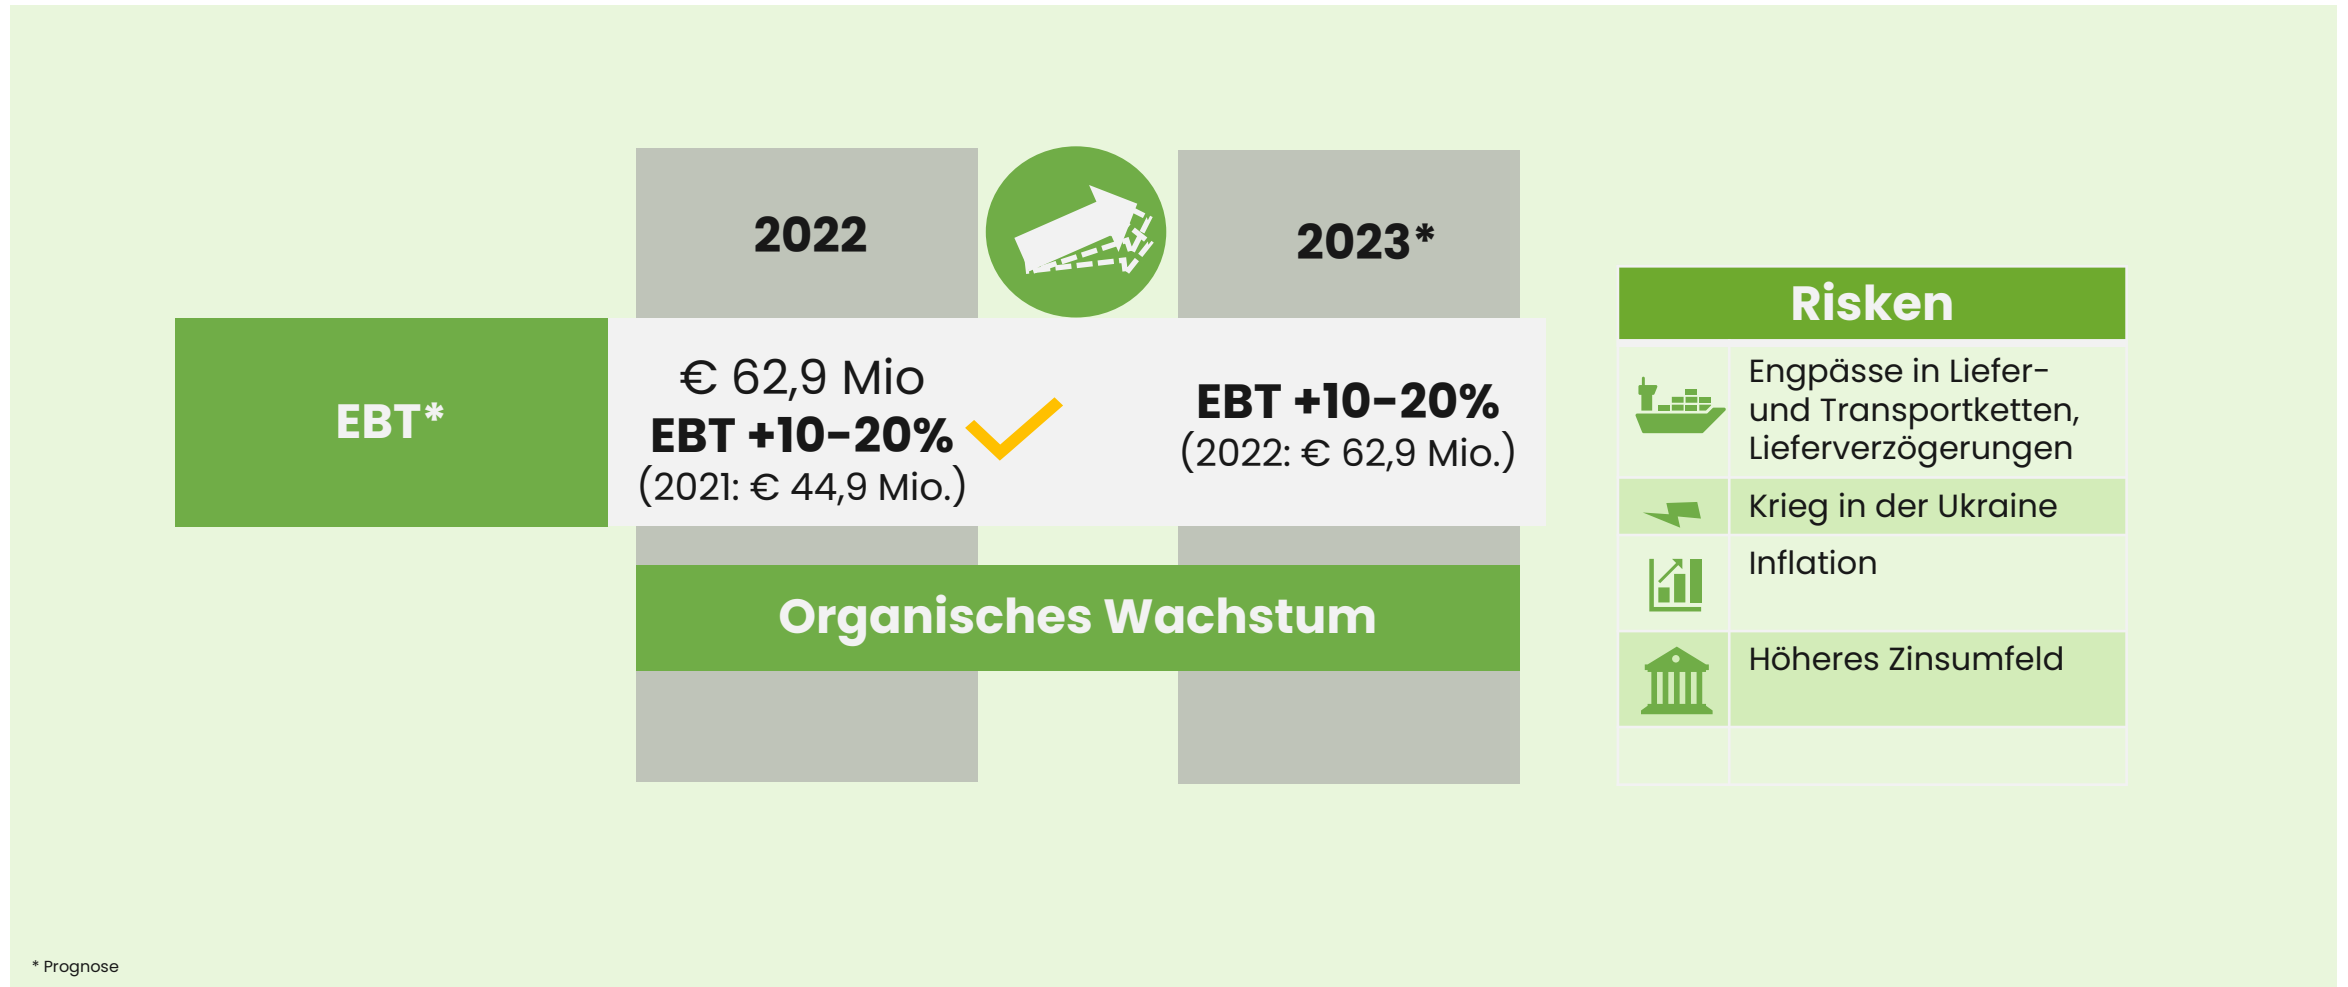 2022
2023*
EBT*
€ 62,9 Mio
EBT +10-20%
(2021: € 44,9 Mio.)
EBT +10-20%
(2022: € 62,9 Mio.)
Organisches Wachstum
Risken
Engpässe in Liefer-
und Transportketten,
Lieferverzögerungen
Krieg in der Ukraine
Inflation
Höheres Zinsumfeld
* Prognose